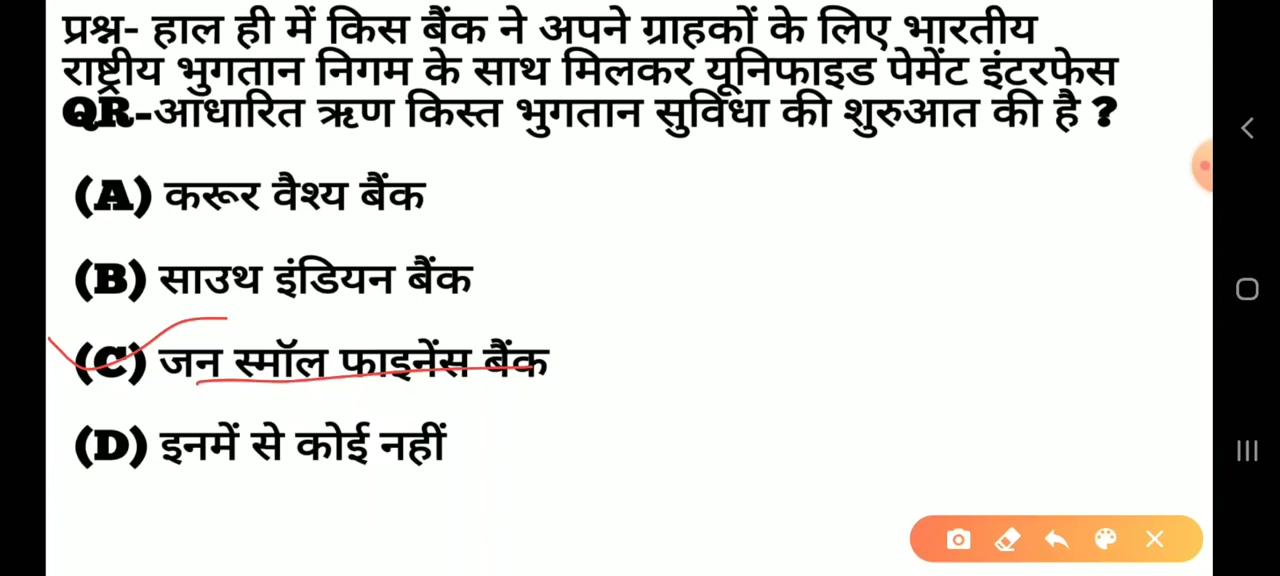 प्रश्न- हाल ही में किस बैंक ने अपने ग्राहकों के लिए भारतीय
राष्ट्रीय भुगतान निगम के साथ मिलकर यूनिफाइड पेमेंट इंटरफेस
QR-आधारित ऋण किस्त भुगतान सुविधा की शुरुआत की है ?
(A) करूर वैश्य बैंक
(B) साउथ इंडियन बैंक
(C) जन स्मॉल फाइनेंस बैंक
(D) इनमें से कोई नहीं